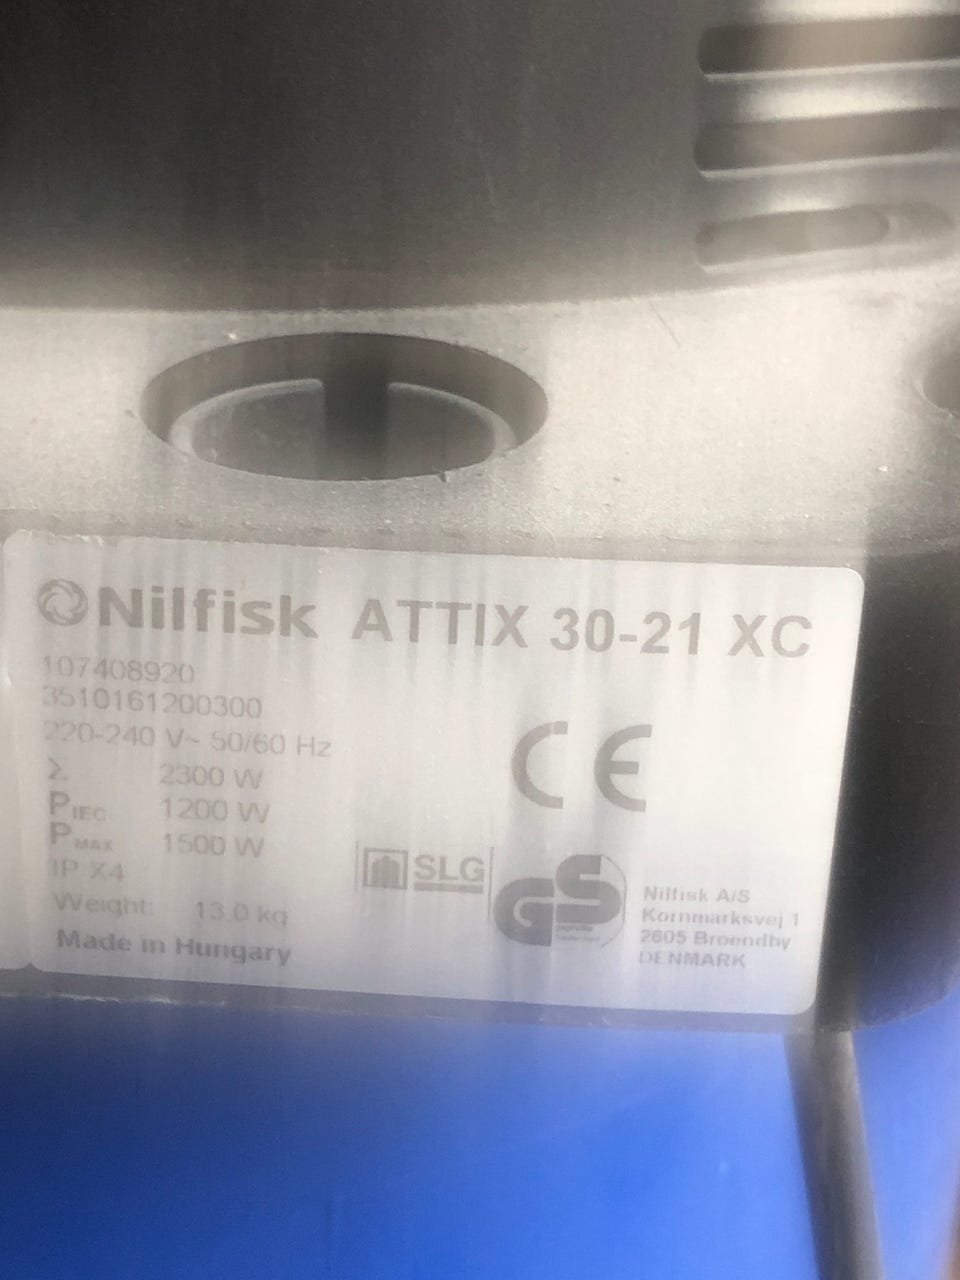 Nilfisk ATTIX 30-21 XC
107408920
3510161200300
220-240 V~ 50/60 Hz
Σ 2300 W
PIEC 1200 W
PMAX 1500 W
IP X4
Weight: 13.0 kg
Made in Hungary
CE
SLG
GS
geprüfte
Nilfisk A/S
Kornmarksvej 1
2605 Broendby
DENMARK